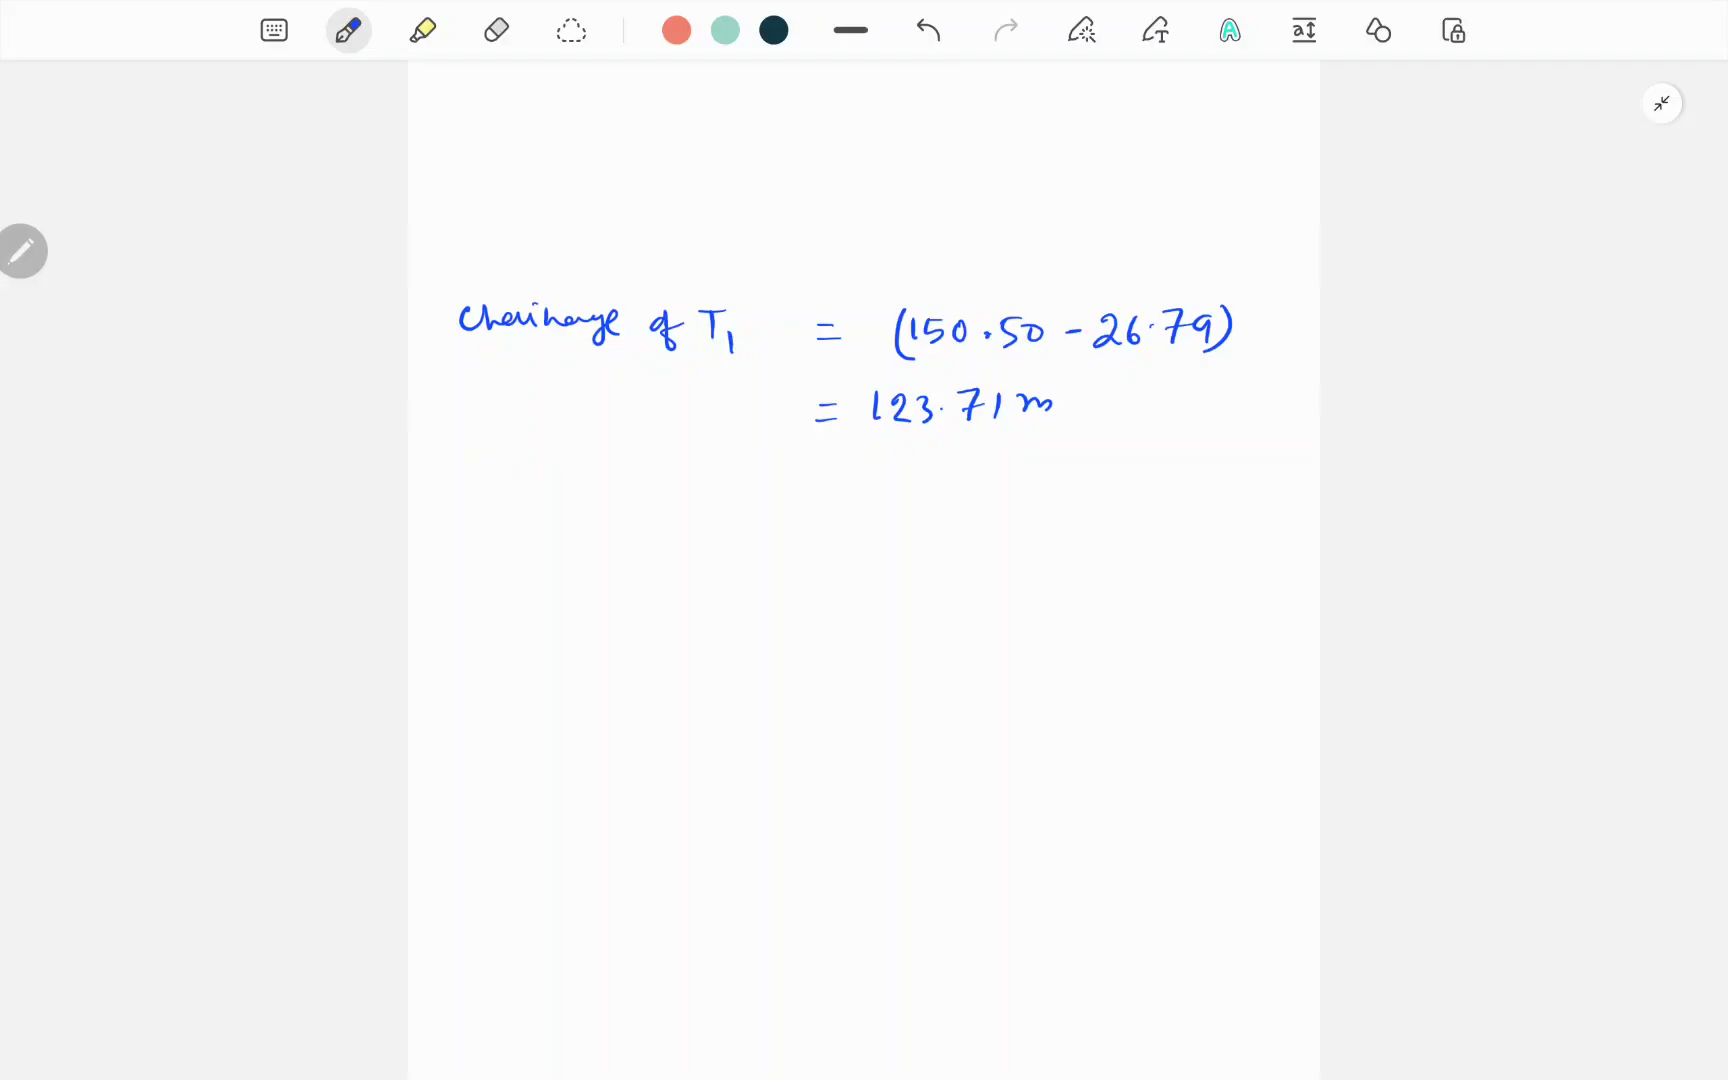 Chainage of T₁ = (150.50 - 26.79)
= 123.71 m